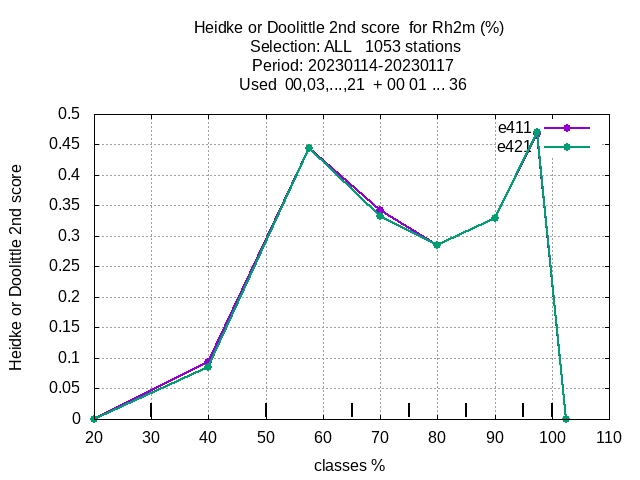 Heidke or Doolittle 2nd score  for Rh2m (%)
Selection: ALL   1053 stations
Period: 20230114-20230117
Used  00,03,...,21  + 00 01 ... 36
e411
e421
0.5
0.45
0.4
0.35
0.3
0.25
0.2
0.15
0.1
0.05
0
Heidke or Doolittle 2nd score
20 30 40 50 60 70 80 90 100 110
classes %